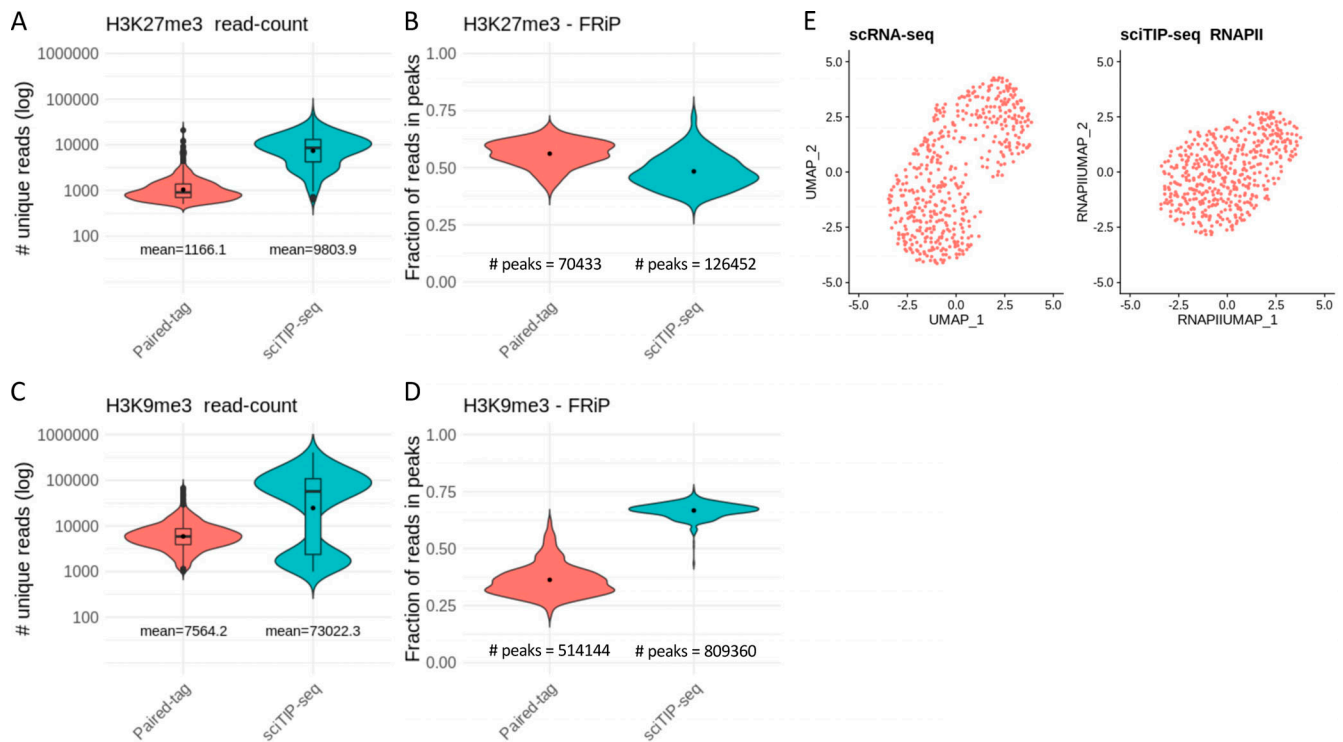 A
H3K27me3 read-count
# unique reads (log)
1000000
100000
10000
1000
100
mean=1166.1
mean=9803.9
Paired-tag
sciTIP-seq
B
H3K27me3 - FRiP
Fraction of reads in peaks
1.00
0.75
0.50
0.25
0.00
# peaks = 70433
# peaks = 126452
Paired-tag
sciTIP-seq
E
scRNA-seq
UMAP_2
5.0
2.5
0.0
-2.5
-5.0
-5.0 -2.5 0.0 2.5 5.0
UMAP_1
sciTIP-seq RNAPII
RNAPIIUMAP_2
5.0
2.5
0.0
-2.5
-5.0
-5.0 -2.5 0.0 2.5 5.0
RNAPIIUMAP_1
C
H3K9me3 read-count
# unique reads (log)
1000000
100000
10000
1000
100
mean=7564.2
mean=73022.3
Paired-tag
sciTIP-seq
D
H3K9me3 - FRiP
Fraction of reads in peaks
1.00
0.75
0.50
0.25
0.00
# peaks = 514144
# peaks = 809360
Paired-tag
sciTIP-seq